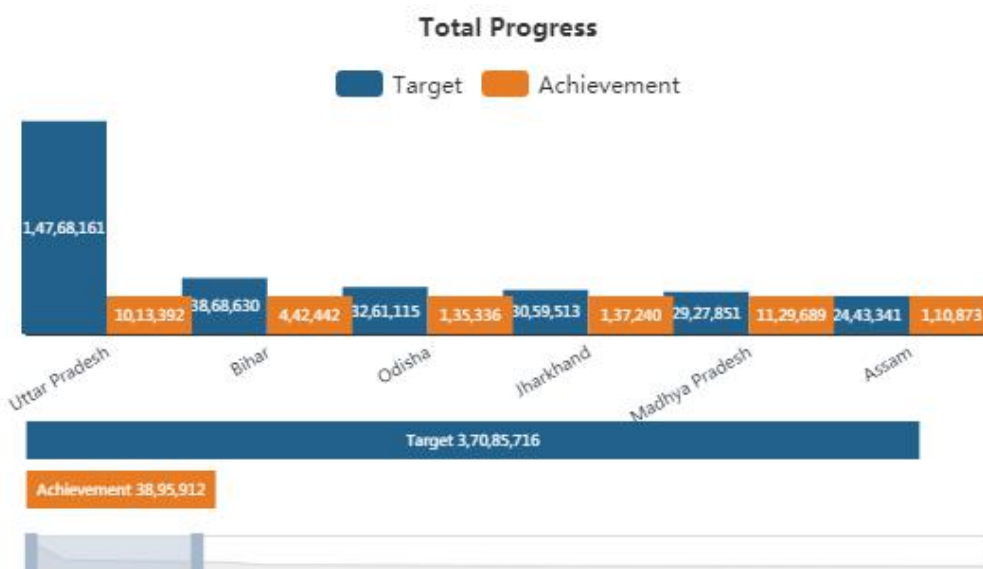 Total Progress
Target Achievement
1,47,68,161 10,13,392 38,68,630 4,42,442 32,61,115 1,35,336 30,59,513 1,37,240 29,27,851 11,29,689 24,43,341 1,10,873
Uttar Pradesh Bihar Odisha Jharkhand Madhya Pradesh Assam
Target 3,70,85,716
Achievement 38,95,912